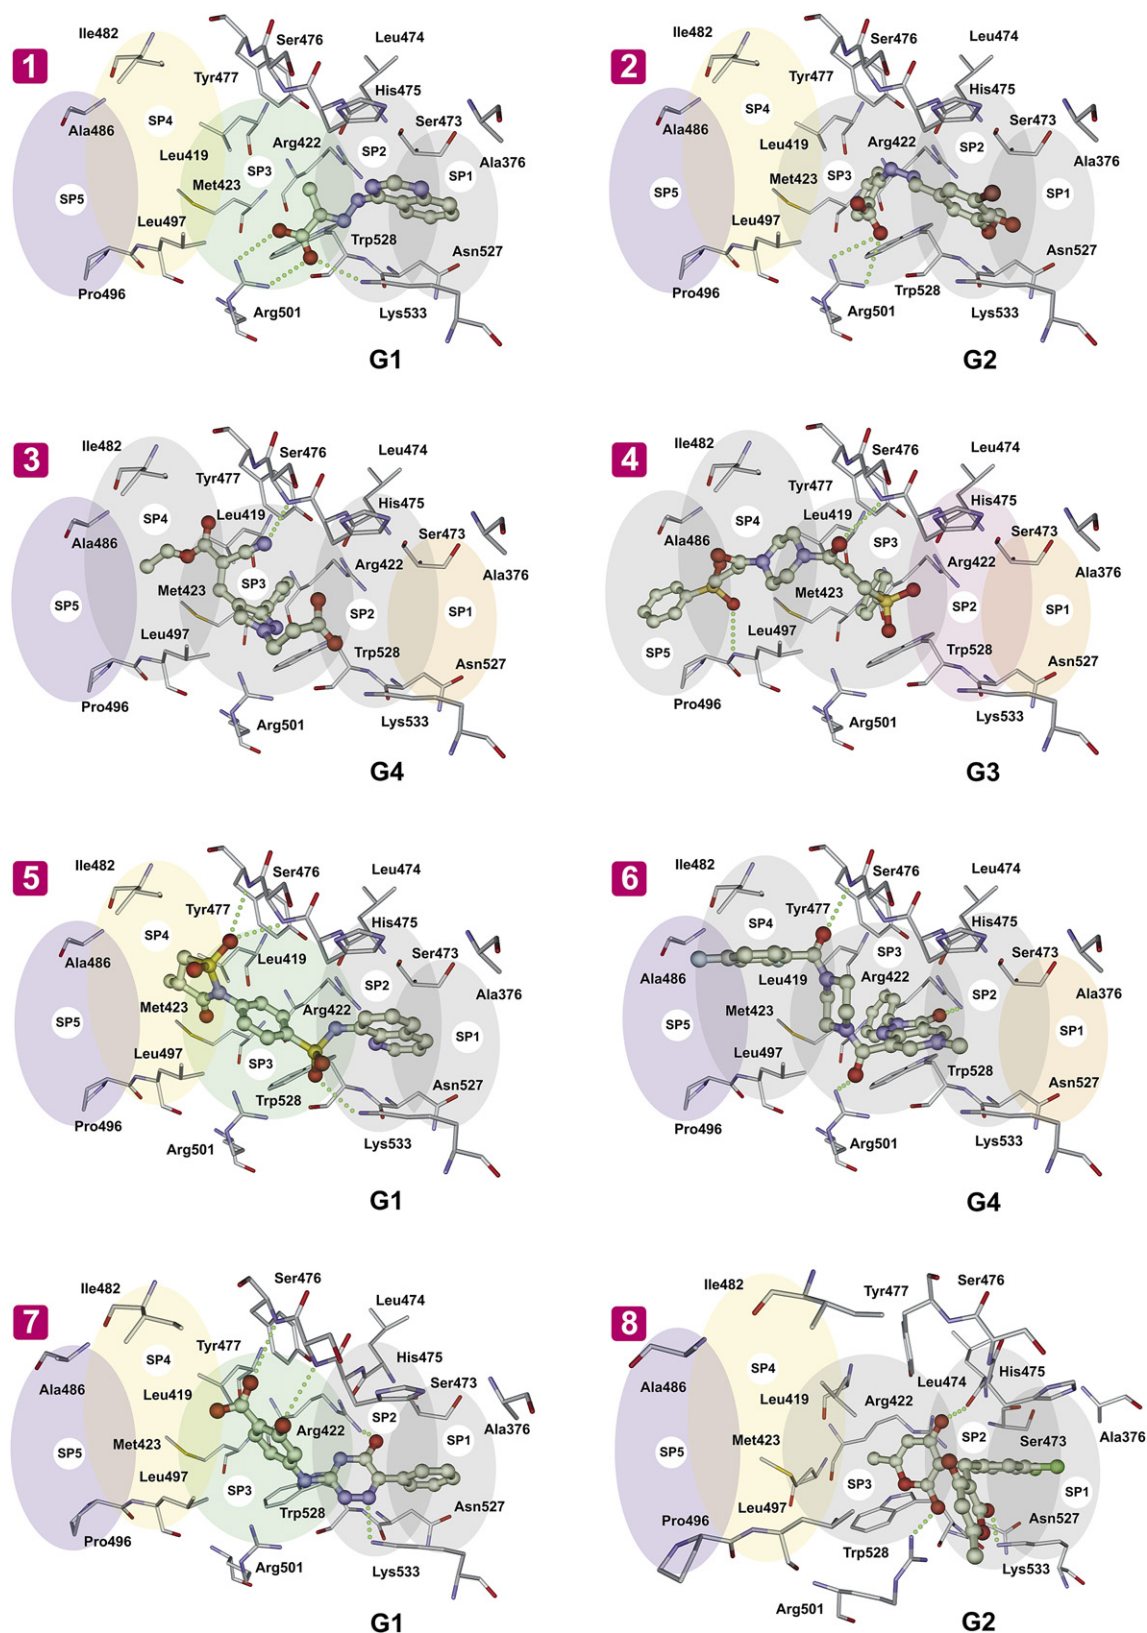 1
Ile482
Ser476
Leu474
Tyr477
His475
Ser473
Ala486
SP4
Leu419
Arg422
SP2
Ala376
SP3
SP1
SP5
Met423
Leu497
Trp528
Asn527
Pro496
Arg501
Lys533
G1
2
Ile482
Ser476
Leu474
Tyr477
His475
Ser473
Ala486
SP4
Leu419
Arg422
SP2
Ala376
SP3
SP1
SP5
Met423
Leu497
Trp528
Asn527
Pro496
Arg501
Lys533
G2
3
Ile482
Ser476
Leu474
Tyr477
His475
Leu419
Ser473
SP4
Ala486
Arg422
Ala376
SP3
Met423
SP5
SP2
SP1
Leu497
Trp528
Asn527
Pro496
Arg501
Lys533
G4
4
Ile482
Ser476
Leu474
Tyr477
His475
Leu419
Ser473
SP4
SP3
Ala486
Arg422
Ala376
Met423
SP2
SP1
SP5
Leu497
Trp528
Asn527
Pro496
Arg501
Lys533
G3
5
Ile482
Ser476
Leu474
Tyr477
His475
SP4
Ser473
Ala486
Leu419
SP2
Ala376
Met423
Arg422
SP5
SP1
Leu497
SP3
Asn527
Trp528
Pro496
Arg501
Lys533
G1
6
Ile482
Ser476
Leu474
Tyr477
His475
SP4
SP3
Ser473
Ala486
Leu419
Arg422
SP2
Ala376
Met423
SP5
SP1
Leu497
Trp528
Asn527
Pro496
Arg501
Lys533
G4
7
Ile482
Ser476
Leu474
Tyr477
His475
SP4
Ala486
Leu419
Ser473
Ala376
Arg422
SP2
Met423
SP1
SP5
Leu497
SP3
Trp528
Asn527
Pro496
Arg501
Lys533
G1
8
Ile482
Tyr477
Ser476
His475
SP4
Ala486
Leu419
Arg422
Leu474
Ala376
Met423
SP2
Ser473
SP5
SP3
SP1
Leu497
Pro496
Asn527
Trp528
Lys533
Arg501
G2